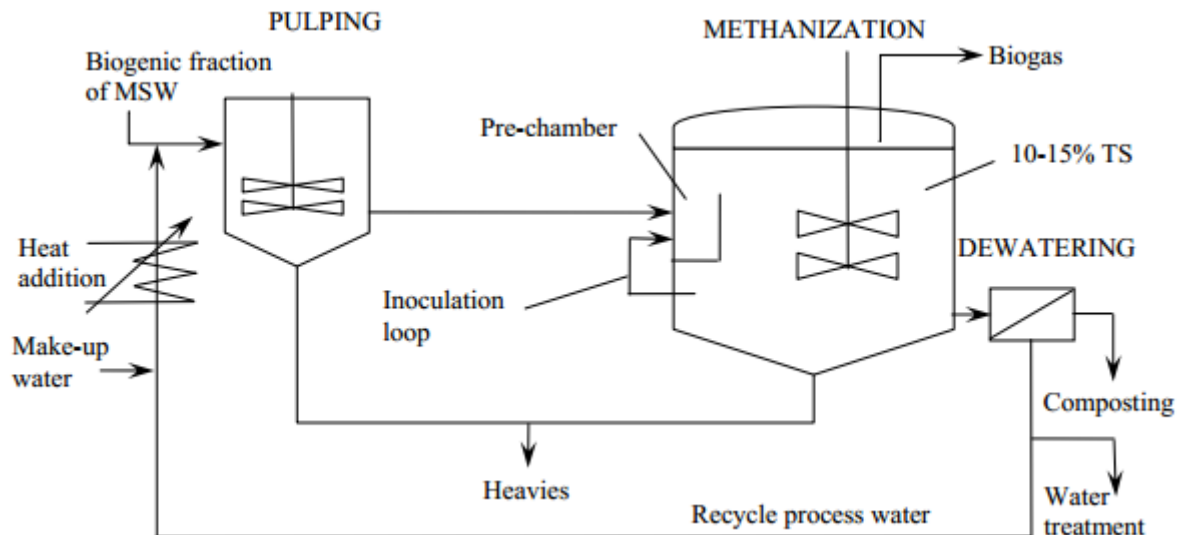 PULPING
METHANIZATION
Biogenic fraction
of MSW
Biogas
Pre-chamber
10-15% TS
Heat
addition
DEWATERING
Inoculation
loop
Make-up
water
Composting
Heavies
Recycle process water
Water
treatment